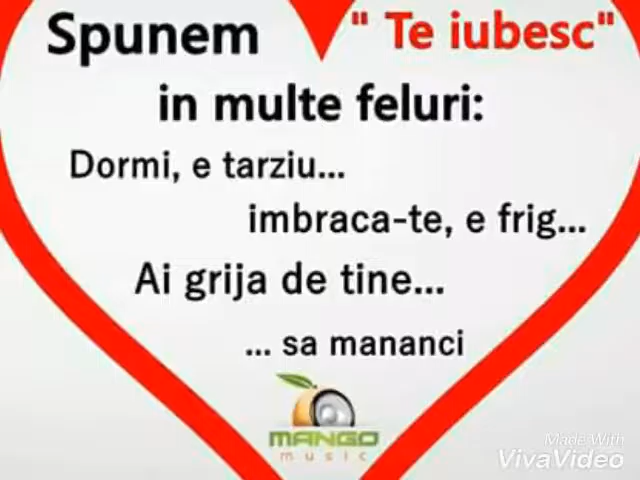 Spunem " Te iubesc"
in multe feluri:
Dormi, e tarziu...
imbraca-te, e frig...
Ai grija de tine...
... sa mananci
MANGO
music
Made With
VivaVideo